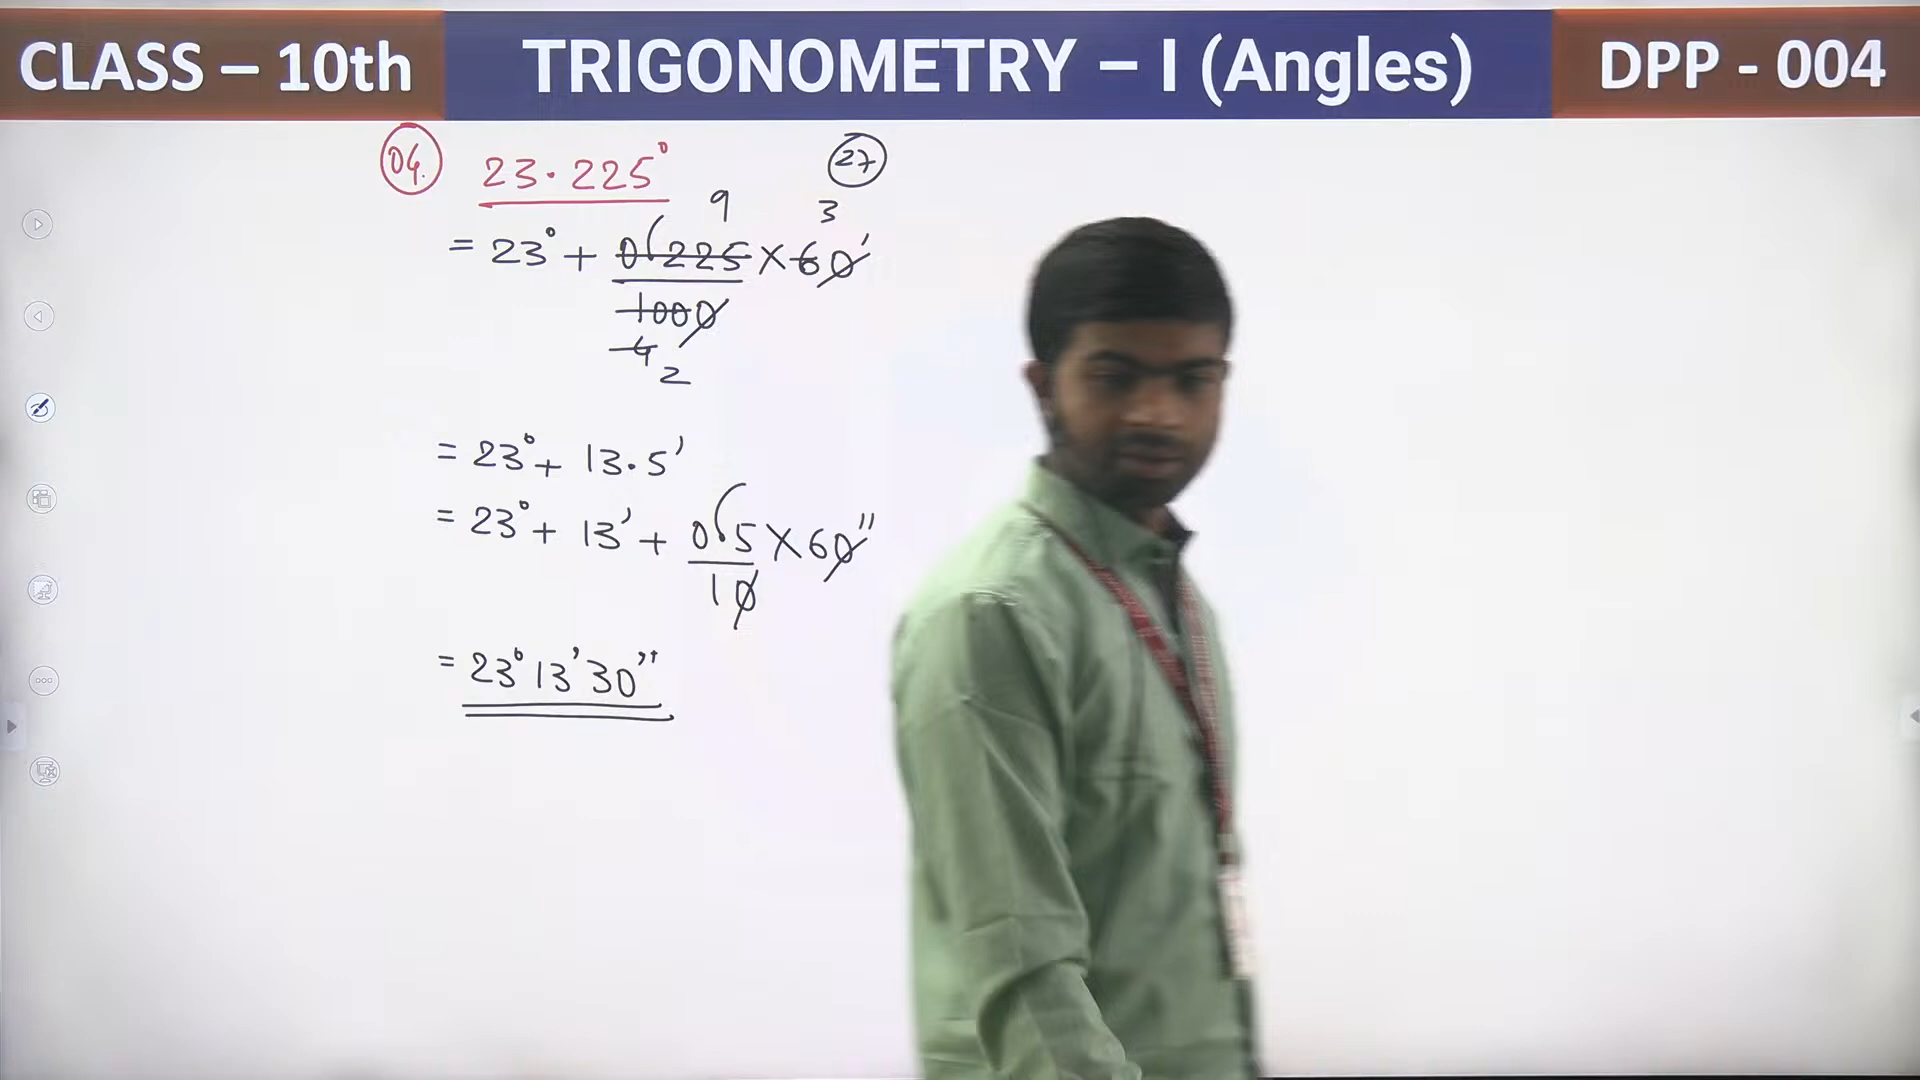 CLASS – 10th TRIGONOMETRY – I (Angles) DPP - 004
04. 23.225° 27
9 3
= 23° + 0.225 × 60′
1000
4
2
= 23° + 13.5′
= 23° + 13′ + 0.5 × 60″
10
= 23° 13′ 30″